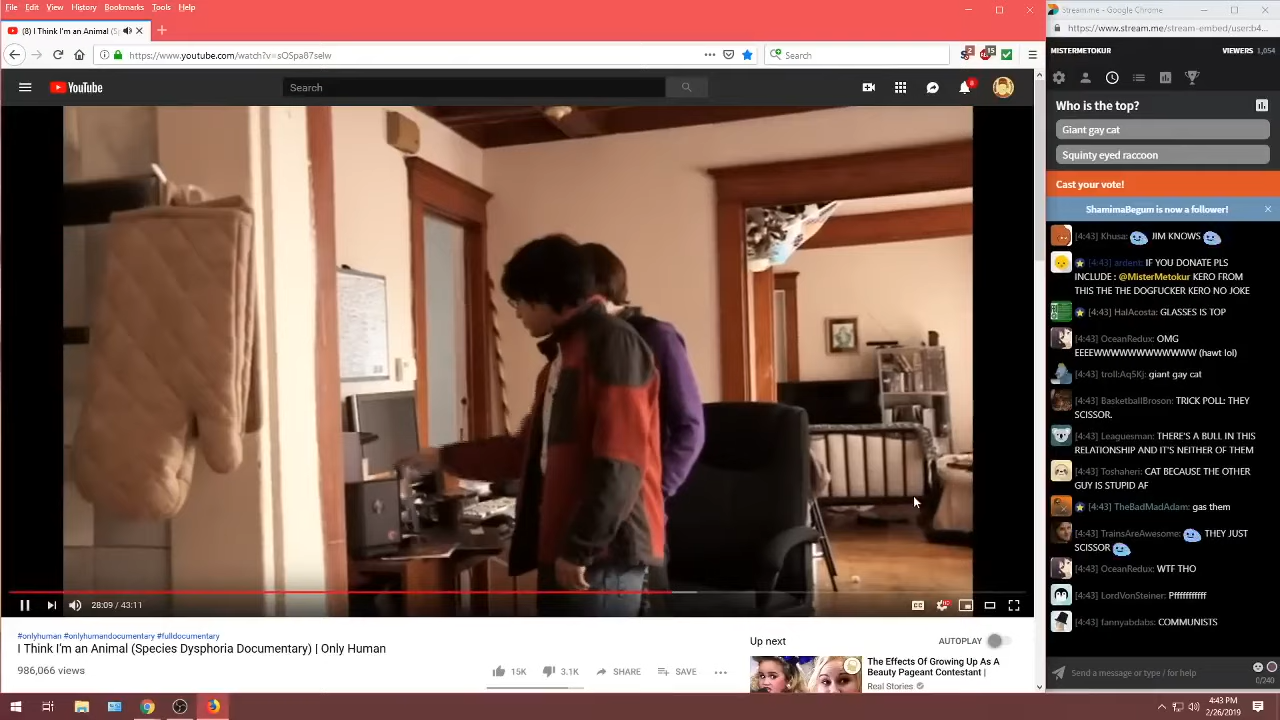 File Edit View History Bookmarks Tools Help
(8) I Think I'm an Animal (Sp
https://www.youtube.com/watch?v=sOSpa87selw
Search
YouTube
Search
8
28:09 / 43:11
CC
HD
#onlyhuman #onlyhumandocumentary #fulldocumentary
I Think I'm an Animal (Species Dysphoria Documentary) | Only Human
986,066 views
15K
3.1K
SHARE
SAVE
Up next
AUTOPLAY
The Effects Of Growing Up As A
Beauty Pageant Contestant |
Real Stories
Stream.me - Google Chrome
https://www.stream.me/stream-embed/userb4...
MISTERMETOKUR
VIEWERS 1,054
Who is the top?
Giant gay cat
Squinty eyed raccoon
Cast your vote!
ShamimaBegum is now a follower!
[4:43] Khusa: JIM KNOWS
[4:43] ardent: IF YOU DONATE PLS
INCLUDE : @MisterMetokur KERO FROM
THIS THE THE DOGFUCKER KERO NO JOKE
[4:43] HalAcosta: GLASSES IS TOP
[4:43] OceanRedux: OMG
EEEEWWWWWWWWWWWW (hawt lol)
[4:43] troll:Aq5Kj: giant gay cat
[4:43] BasketballBroson: TRICK POLL: THEY
SCISSOR.
[4:43] Leaguesman: THERE'S A BULL IN THIS
RELATIONSHIP AND IT'S NEITHER OF THEM
[4:43] Toshaheri: CAT BECAUSE THE OTHER
GUY IS STUPID AF
[4:43] TheBadMadAdam: gas them
[4:43] TrainsAreAwesome: THEY JUST
SCISSOR
[4:43] OceanRedux: WTF THO
[4:43] LordVonSteiner: Pfffffffffff
[4:43] fannyabdabs: COMMUNISTS
Send a message or type / for help
0/240
4:43 PM
2/26/2019